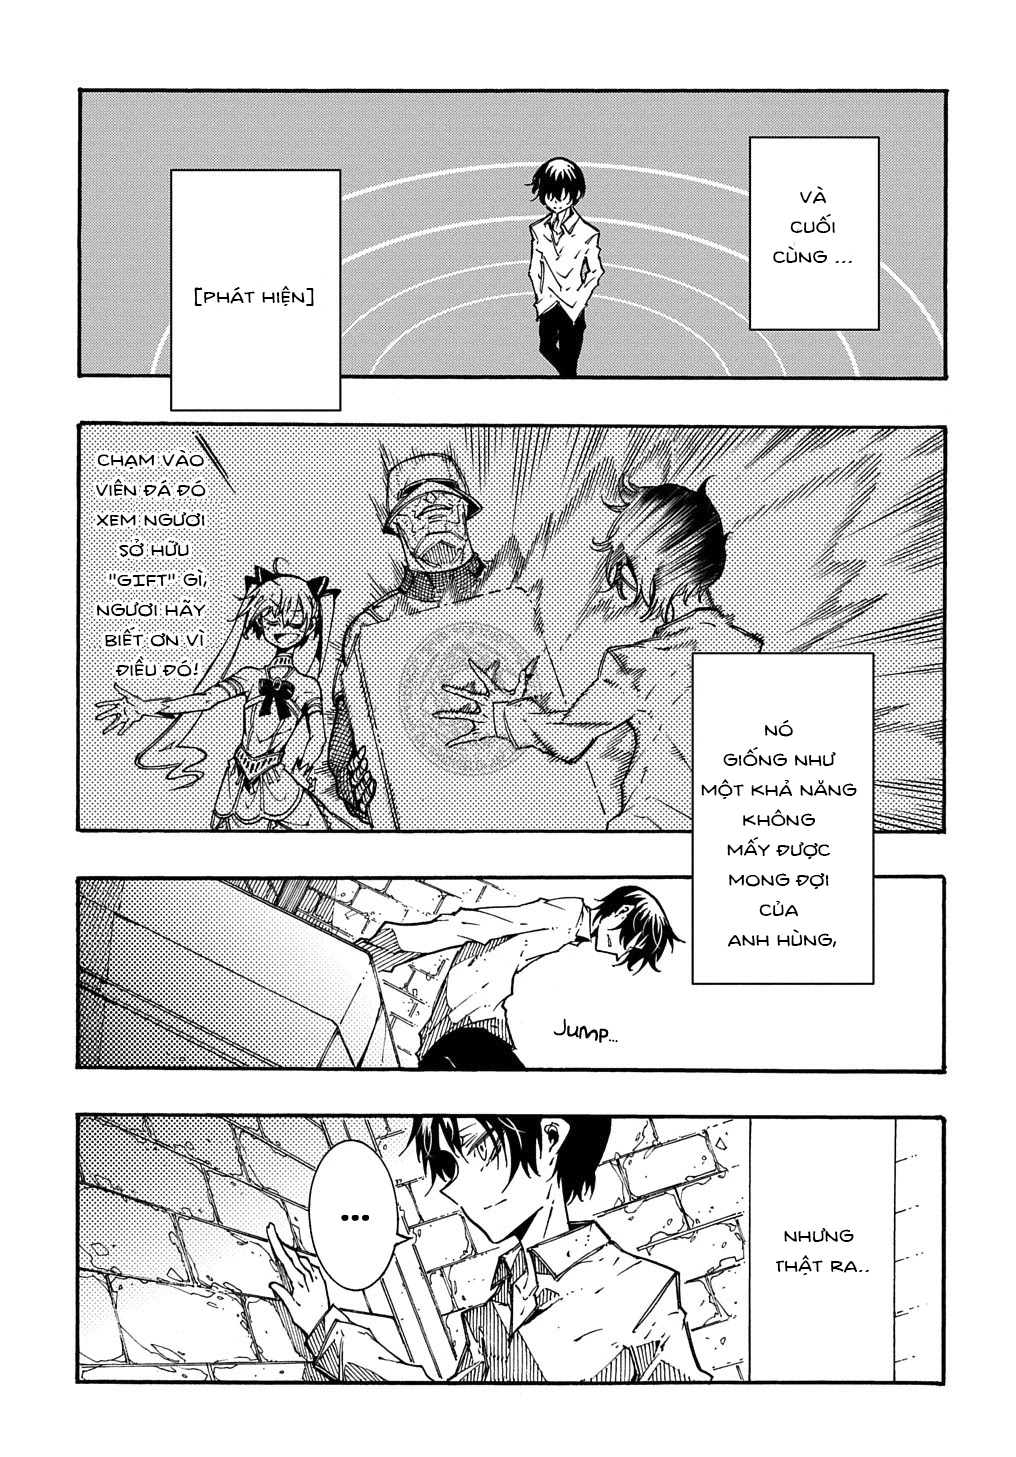 VÀ
CUỐI
CÙNG ...
[PHÁT HIỆN]
CHẠM VÀO
VIÊN ĐÁ ĐÓ
XEM NGƯƠI
SỞ HỮU
"GIFT" GÌ,
NGƯƠI HÃY
BIẾT ƠN VÌ
ĐIỀU ĐÓ!
NÓ
GIỐNG NHƯ
MỘT KHẢ NĂNG
KHÔNG
MẤY ĐƯỢC
MONG ĐỢI
CỦA
ANH HÙNG,
JUMP...
...
NHƯNG
THẬT RA..